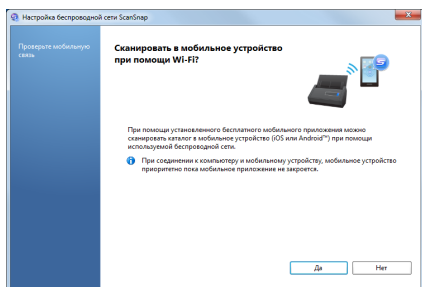 Настройка беспроводной сети ScanSnap
Проверьте мобильную
связь
Сканировать в мобильное устройство
при помощи Wi-Fi?
При помощи установленного бесплатного мобильного приложения можно
сканировать каталог в мобильное устройство (iOS или Android™) при помощи
используемой беспроводной сети.
При соединении к компьютеру и мобильному устройству, мобильное устройство
приоритетно пока мобильное приложение не закроется.
Да
Нет